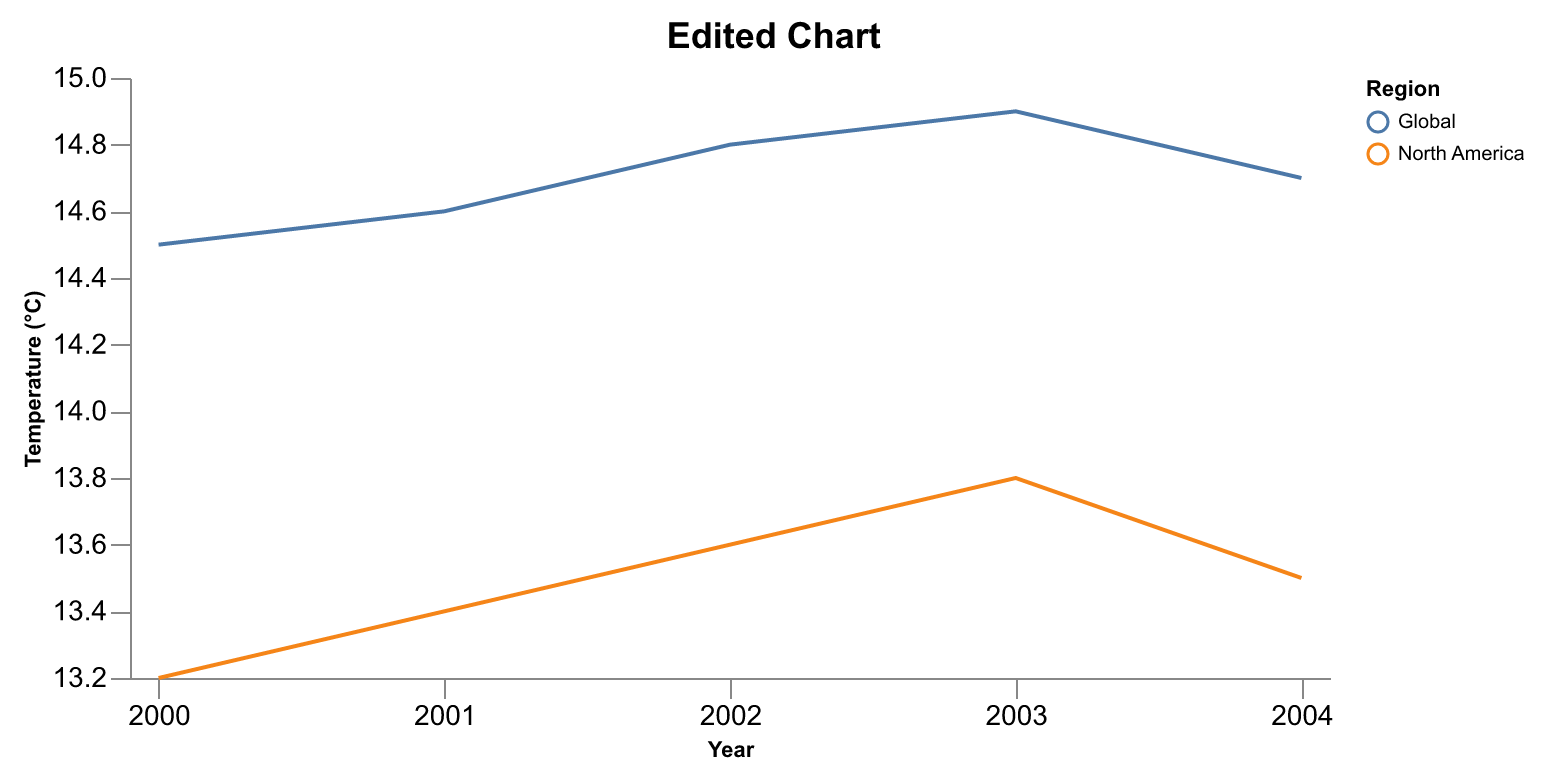 Edited Chart
Temperature (°C)
15.0
14.8
14.6
14.4
14.2
14.0
13.8
13.6
13.4
13.2
2000 2001 2002 2003 2004
Year
Region
Global
North America